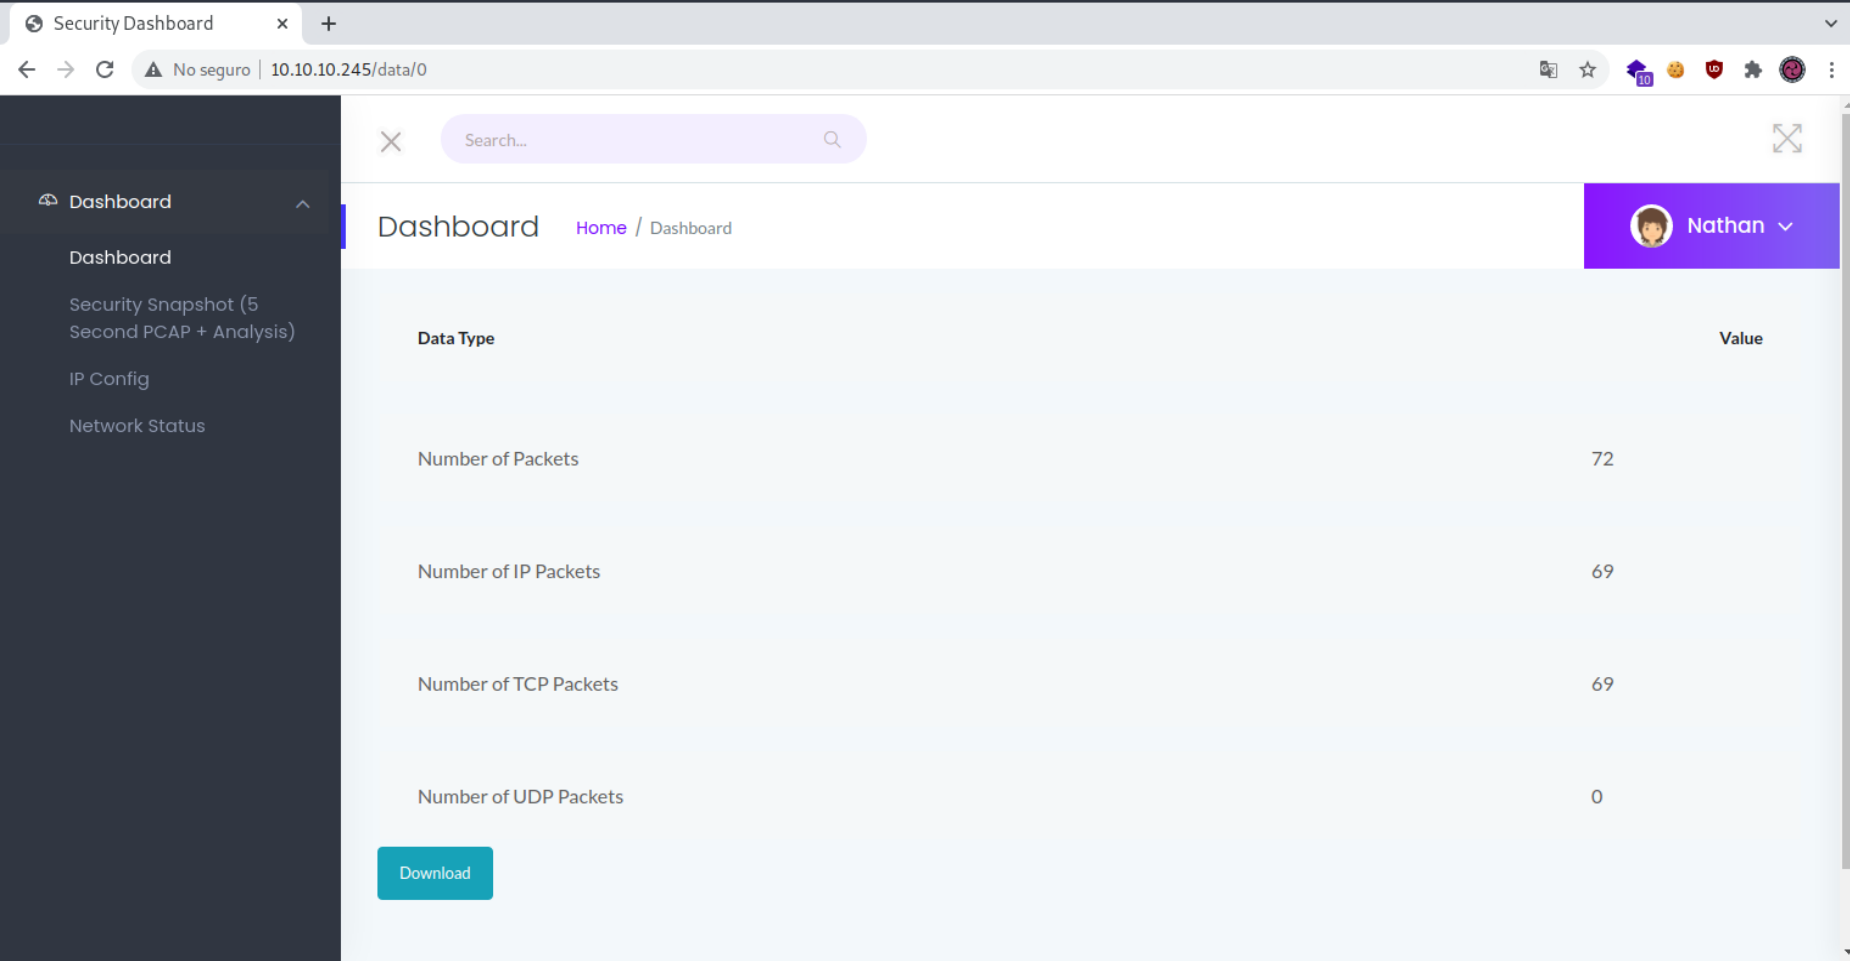 Security Dashboard
No seguro
10.10.10.245/data/0
10
Search...
Dashboard
Dashboard
Security Snapshot (5
Second PCAP + Analysis)
IP Config
Network Status
Dashboard
Home / Dashboard
Nathan
Data Type Value
Number of Packets 72
Number of IP Packets 69
Number of TCP Packets 69
Number of UDP Packets 0
Download